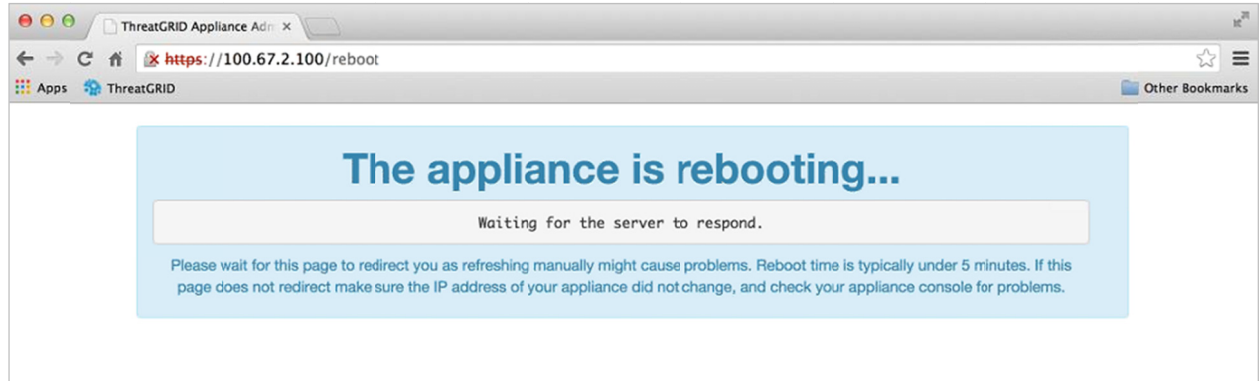 ThreatGRID Appliance Adm
https://100.67.2.100/reboot
Apps ThreatGRID Other Bookmarks
The appliance is rebooting...
Waiting for the server to respond.
Please wait for this page to redirect you as refreshing manually might cause problems. Reboot time is typically under 5 minutes. If this
page does not redirect make sure the IP address of your appliance did not change, and check your appliance console for problems.